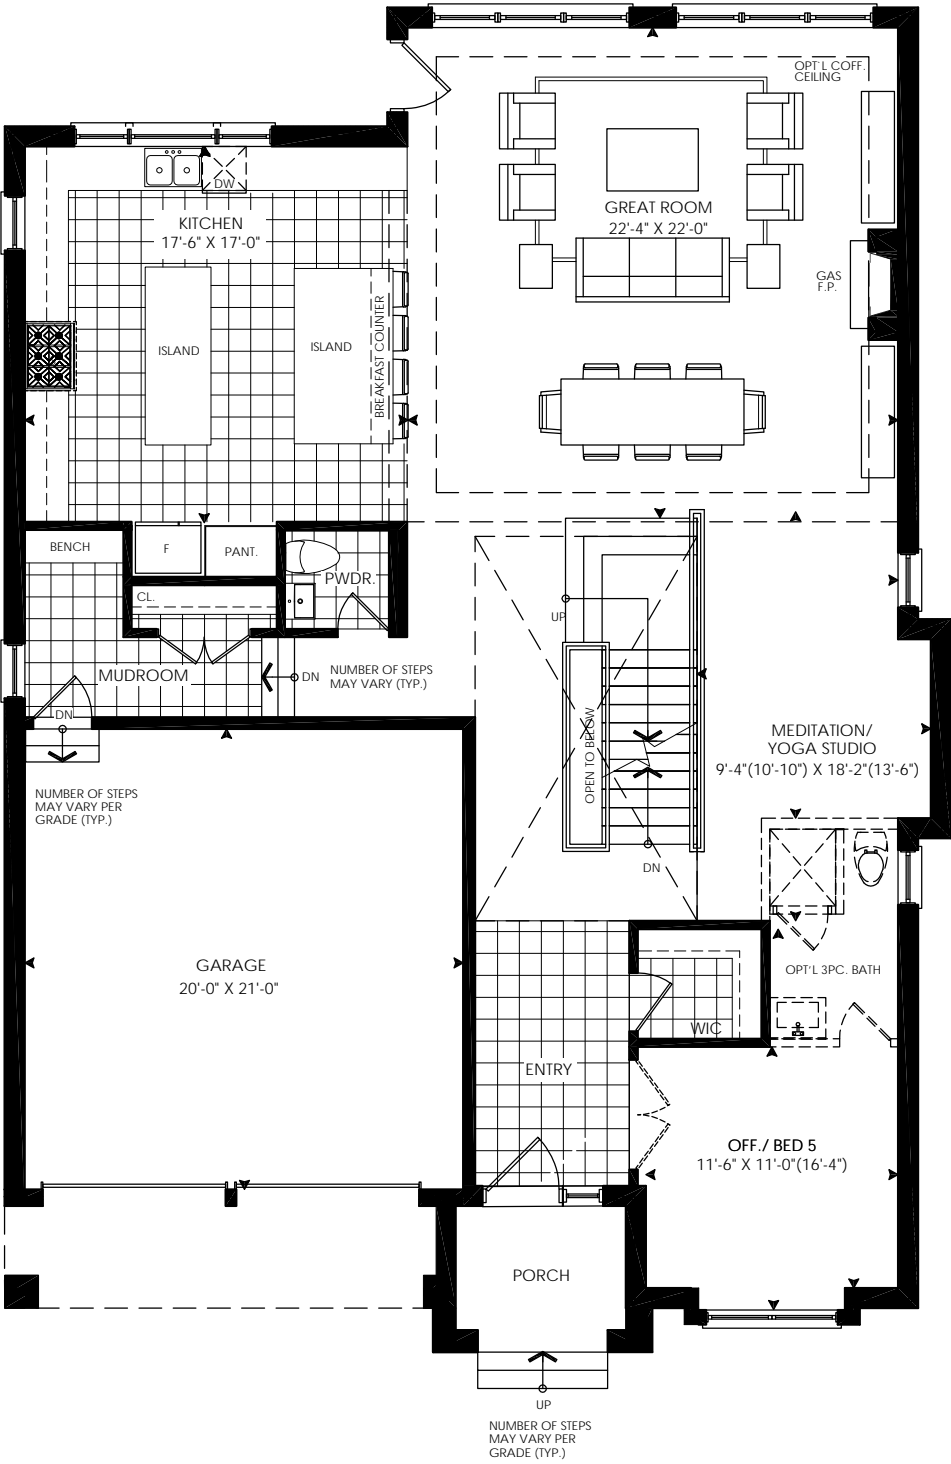 OPT'L COFF.
CEILING
DW
KITCHEN
17'-6" X 17'-0"
GREAT ROOM
22'-4" X 22'-0"
GAS
F.P.
ISLAND
ISLAND
BREAKFAST COUNTER
BENCH
F
PANT.
PWDR.
CL.
UP
MUDROOM
DN
NUMBER OF STEPS
MAY VARY (TYP.)
DN
OPEN TO BELOW
MEDITATION/
YOGA STUDIO
9'-4"(10'-10") X 18'-2"(13'-6")
NUMBER OF STEPS
MAY VARY PER
GRADE (TYP.)
DN
GARAGE
20'-0" X 21'-0"
OPT'L 3PC. BATH
WIC
ENTRY
OFF./ BED 5
11'-6" X 11'-0"(16'-4")
PORCH
UP
NUMBER OF STEPS
MAY VARY PER
GRADE (TYP.)